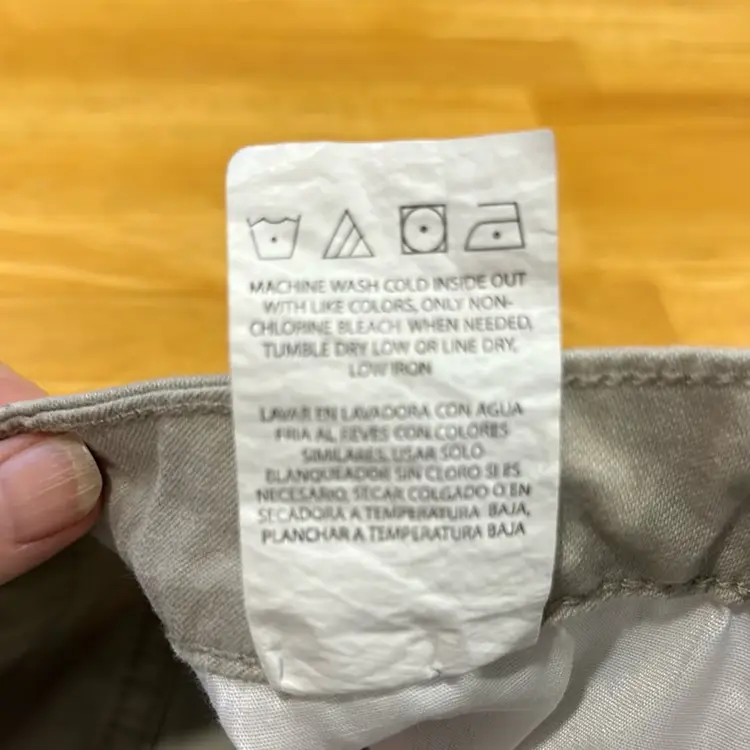 MACHINE WASH COLD INSIDE OUT
WITH LIKE COLORS, ONLY NON-
CHLORINE BLEACH WHEN NEEDED,
TUMBLE DRY LOW OR LINE DRY,
LOW IRON
LAVAR EN LAVADORA CON AGUA
FRIA AL REVES CON COLORES
SIMILARES, USAR SOLO
BLANQUEADOR SIN CLORO SI ES
NECESARIO, SECAR COLGADO O EN
SECADORA A TEMPERATURA BAJA,
PLANCHAR A TEMPERATURA BAJA